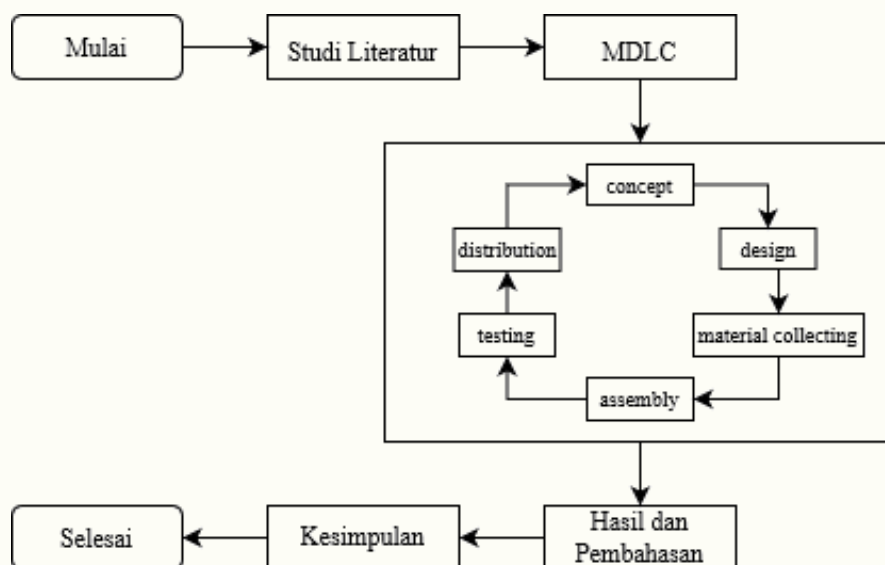 Mulai
Studi Literatur
MDLC
concept
distribution
design
testing
material collecting
assembly
Selesai
Kesimpulan
Hasil dan
Pembahasan